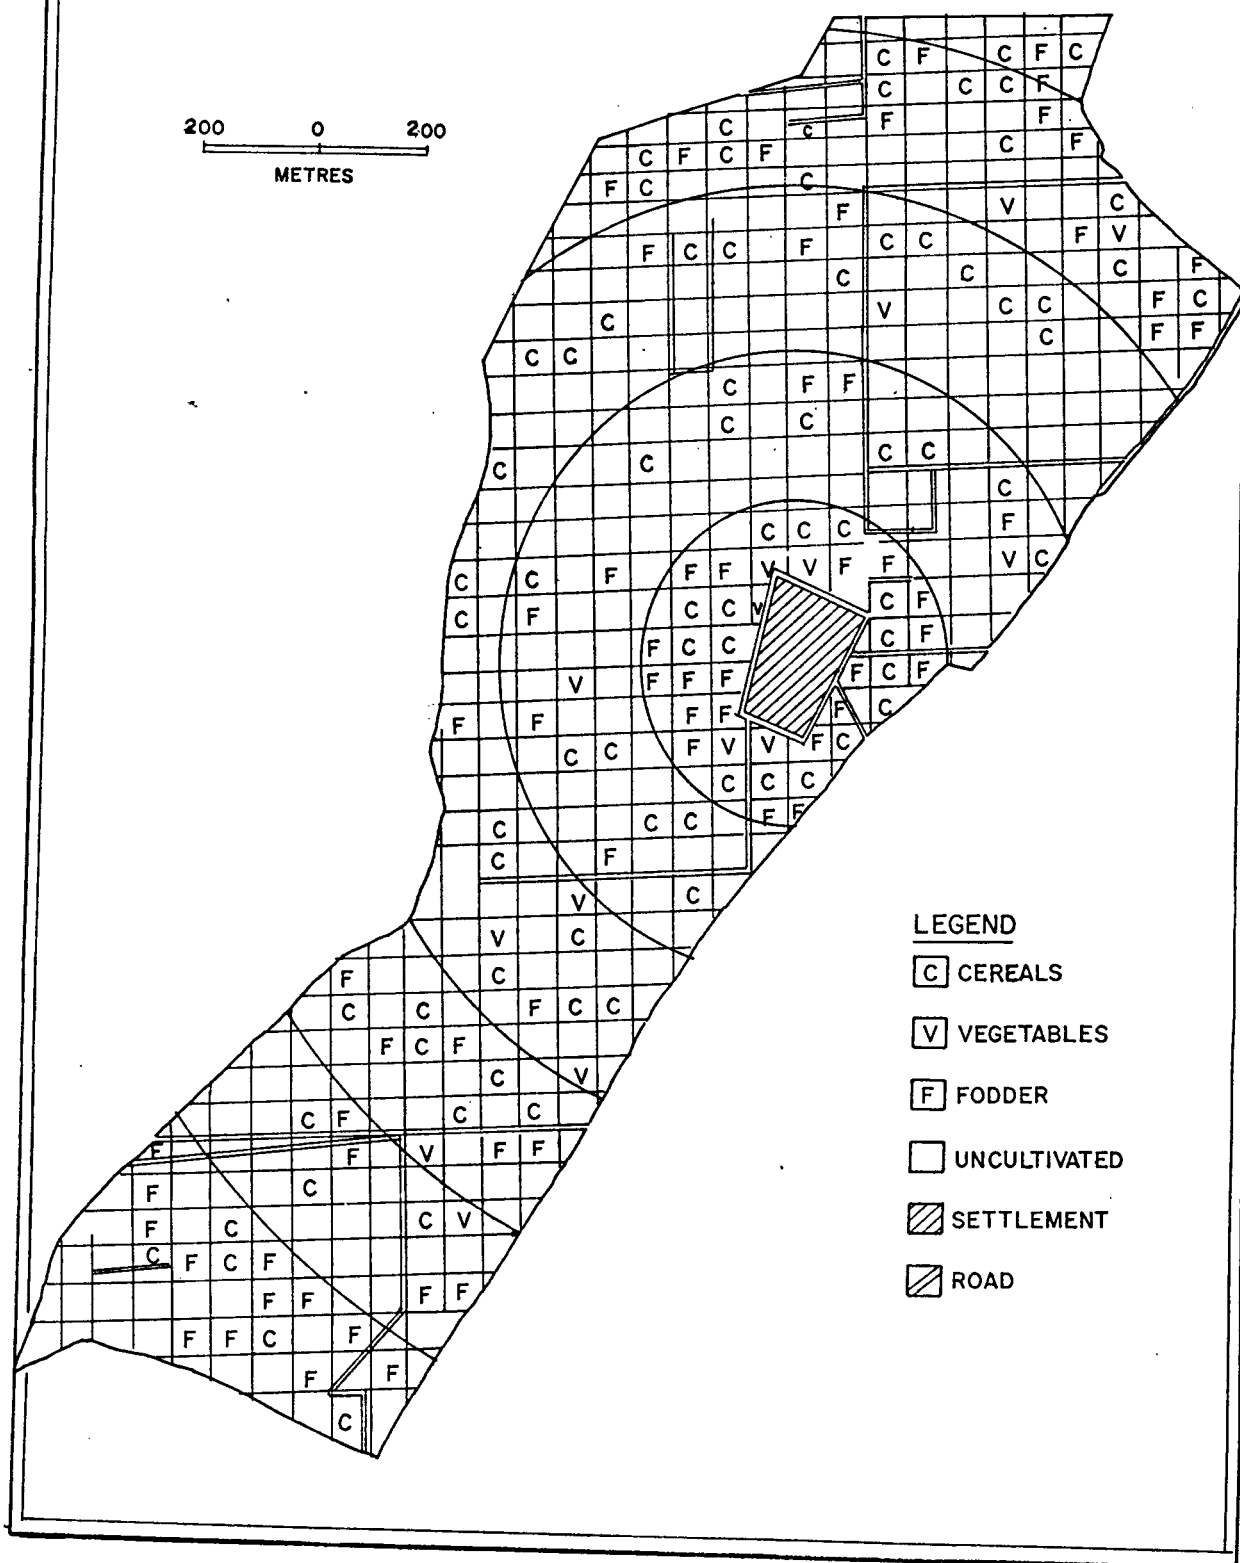 C F C F C
C C C F
C C F F
C F C F C F
F C C
F V C
F C C F C C F V
C C C F
V C C F C
C C F F
C C
C F F
C C
C C
C C C
C
C C C F
C C F F F V V F F V C
C F C C V C F
F C C C F
V F F F F C F
F F F F F C
C C F V V F C
C C C
C C C F F
C F
V C
V C
F C
C C F C C
F C F
C V
C F C C
F F V F F
F C
F C C V
C F C F
F F F F
F F C F
F F
C
200 0 200
METRES
LEGEND
C CEREALS
V VEGETABLES
F FODDER
UNCULTIVATED
SETTLEMENT
ROAD